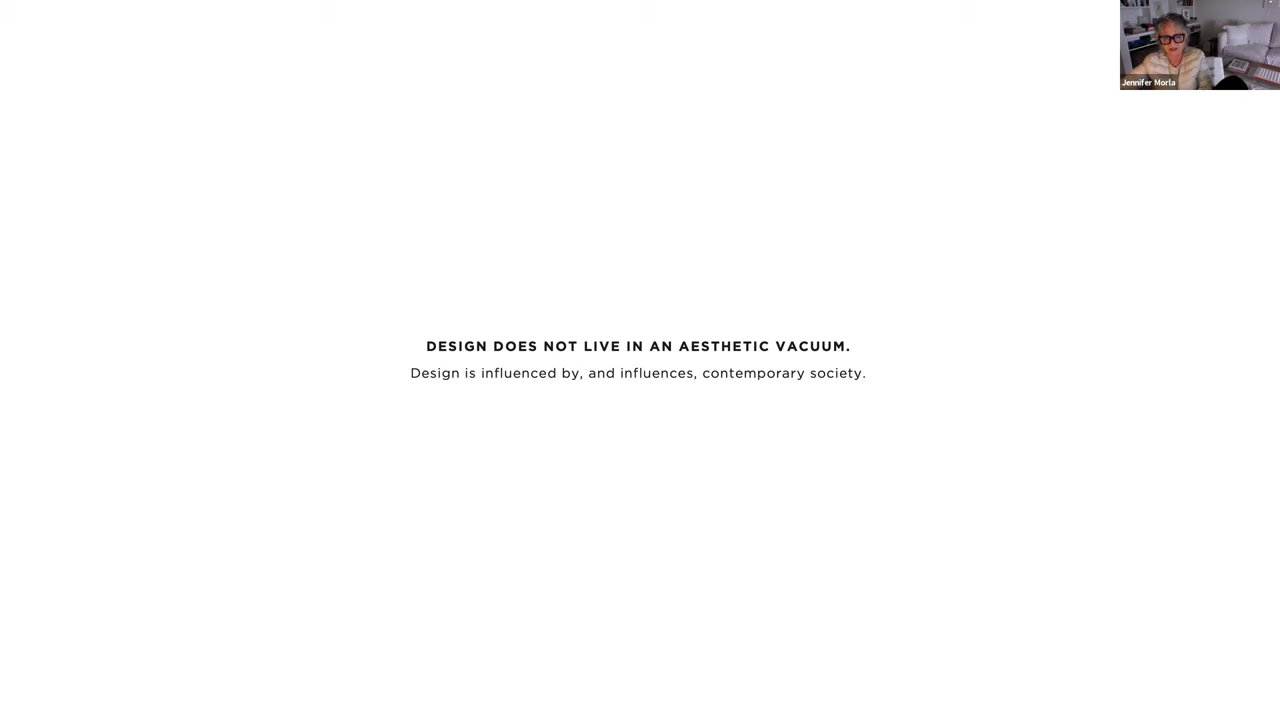 Jennifer Morla
DESIGN DOES NOT LIVE IN AN AESTHETIC VACUUM.
Design is influenced by, and influences, contemporary society.